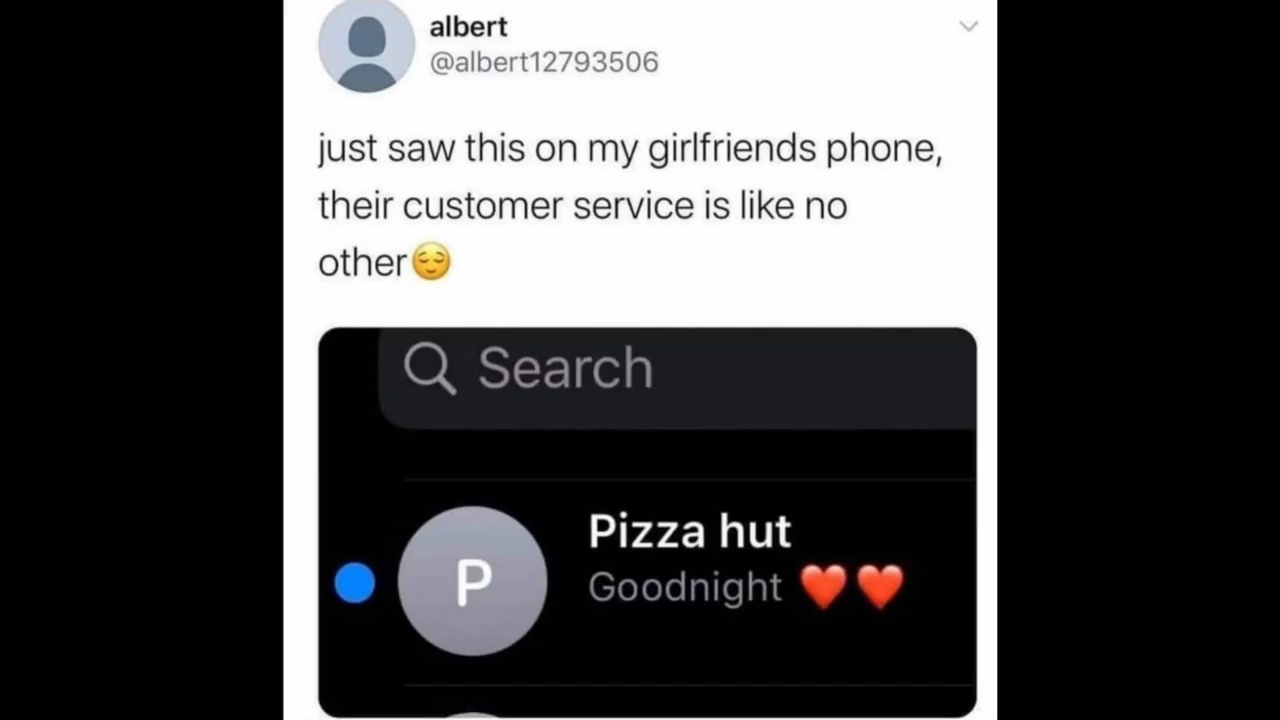 albert
@albert12793506
just saw this on my girlfriends phone,
their customer service is like no
other😌
Search
P
Pizza hut
Goodnight ❤️❤️